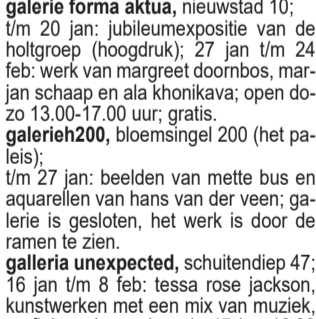 galerie forma aktua, nieuwstad 10;
t/m 20 jan: jubileumexpositie van de
holtgroep (hoogdruk); 27 jan t/m 24
feb: werk van margreet doornbos, mar-
jan schaap en ala khonikava; open do-
zo 13.00-17.00 uur; gratis.
galerieh200, bloemsingel 200 (het pa-
leis);
t/m 27 jan: beelden van mette bus en
aquarellen van hans van der veen; ga-
lerie is gesloten, het werk is door de
ramen te zien.
galleria unexpected, schuitendiep 47;
16 jan t/m 8 feb: tessa rose jackson,
kunstwerken met een mix van muziek,